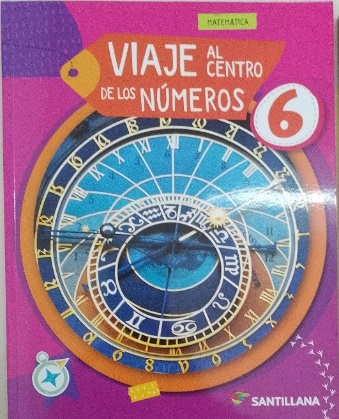 MATEMÁTICA
VIAJE AL CENTRO
DE LOS NÚMEROS
6
SANTILLANA